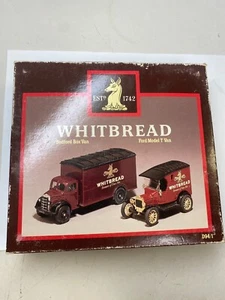 ESTD 1742
WHITBREAD
Bedford Box Van
Ford Model T Van
WHITBREAD
WHITBREAD